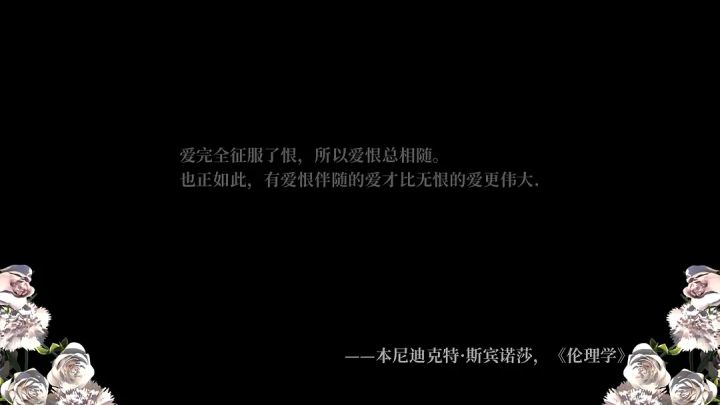 爱完全征服了恨，所以爱恨总相随。
也正如此，有爱恨伴随的爱才比无恨的爱更伟大.
——本尼迪克特·斯宾诺莎，《伦理学》